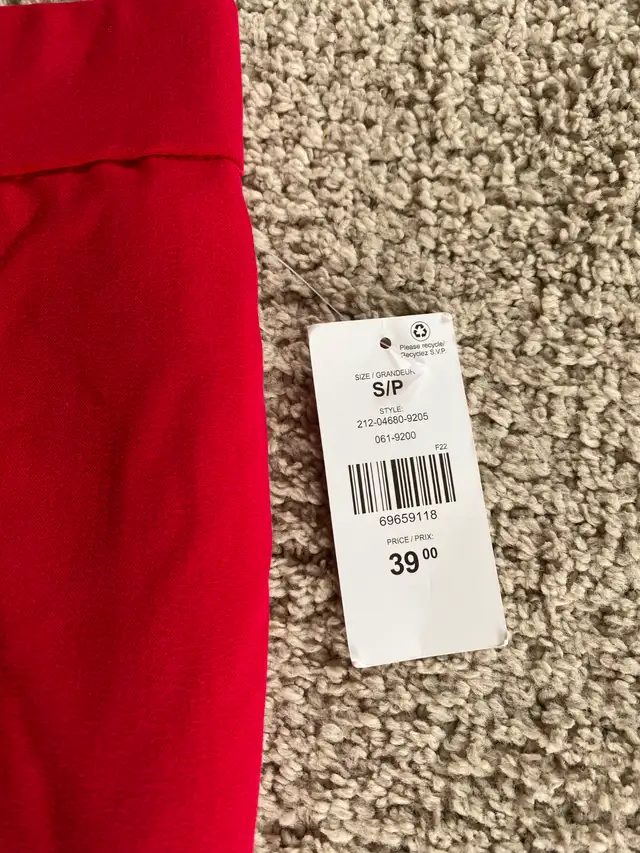 Please recycle/
Recyclez S.V.P.
SIZE / GRANDEUR
S/P
STYLE:
212-04680-9205
061-9200
F22
69659118
PRICE / PRIX:
39 00